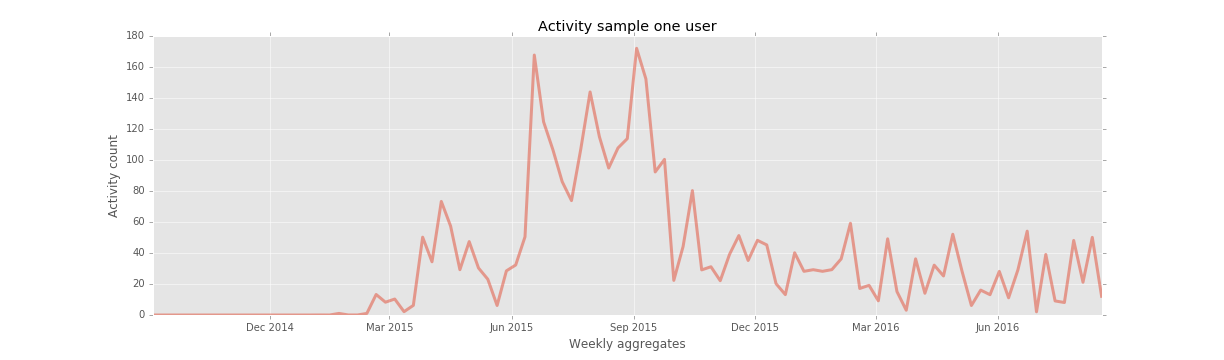 Activity sample one user
180
160
140
120
100
80
60
40
20
0
Activity count
Dec 2014
Mar 2015
Jun 2015
Sep 2015
Dec 2015
Mar 2016
Jun 2016
Weekly aggregates